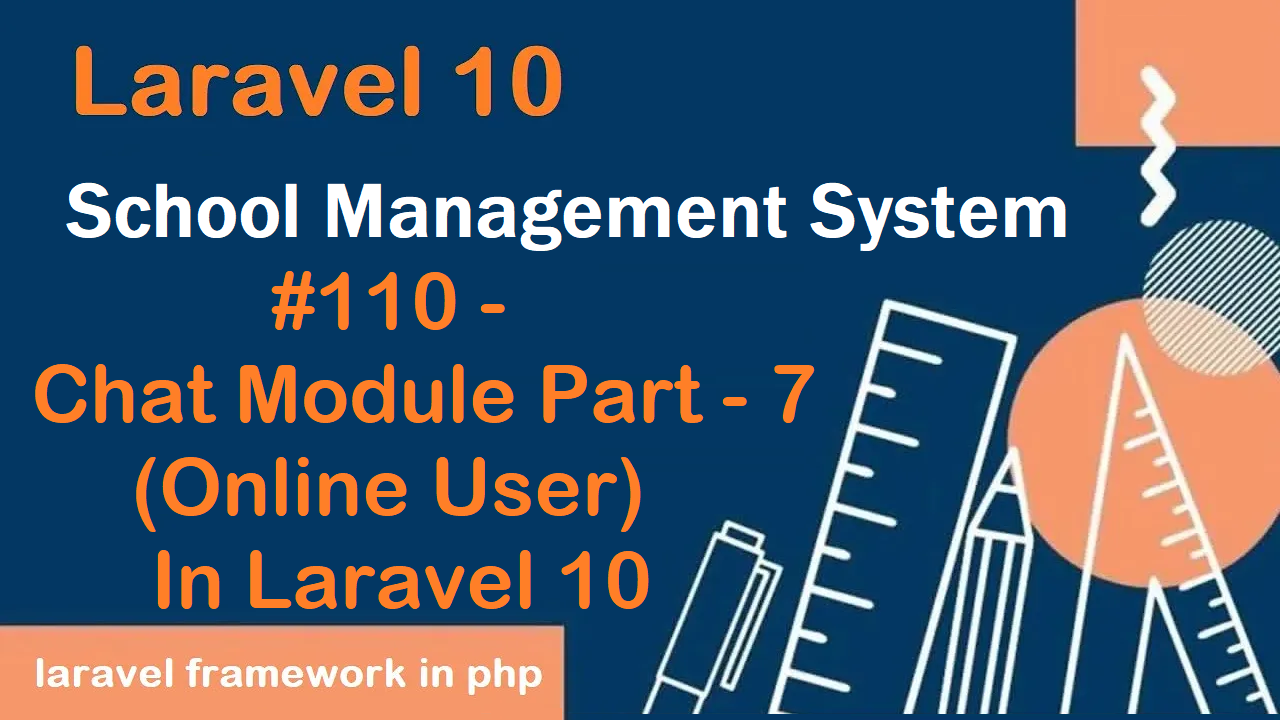 Laravel 10
School Management System
#110 -
Chat Module Part - 7
(Online User)
In Laravel 10
laravel framework in php